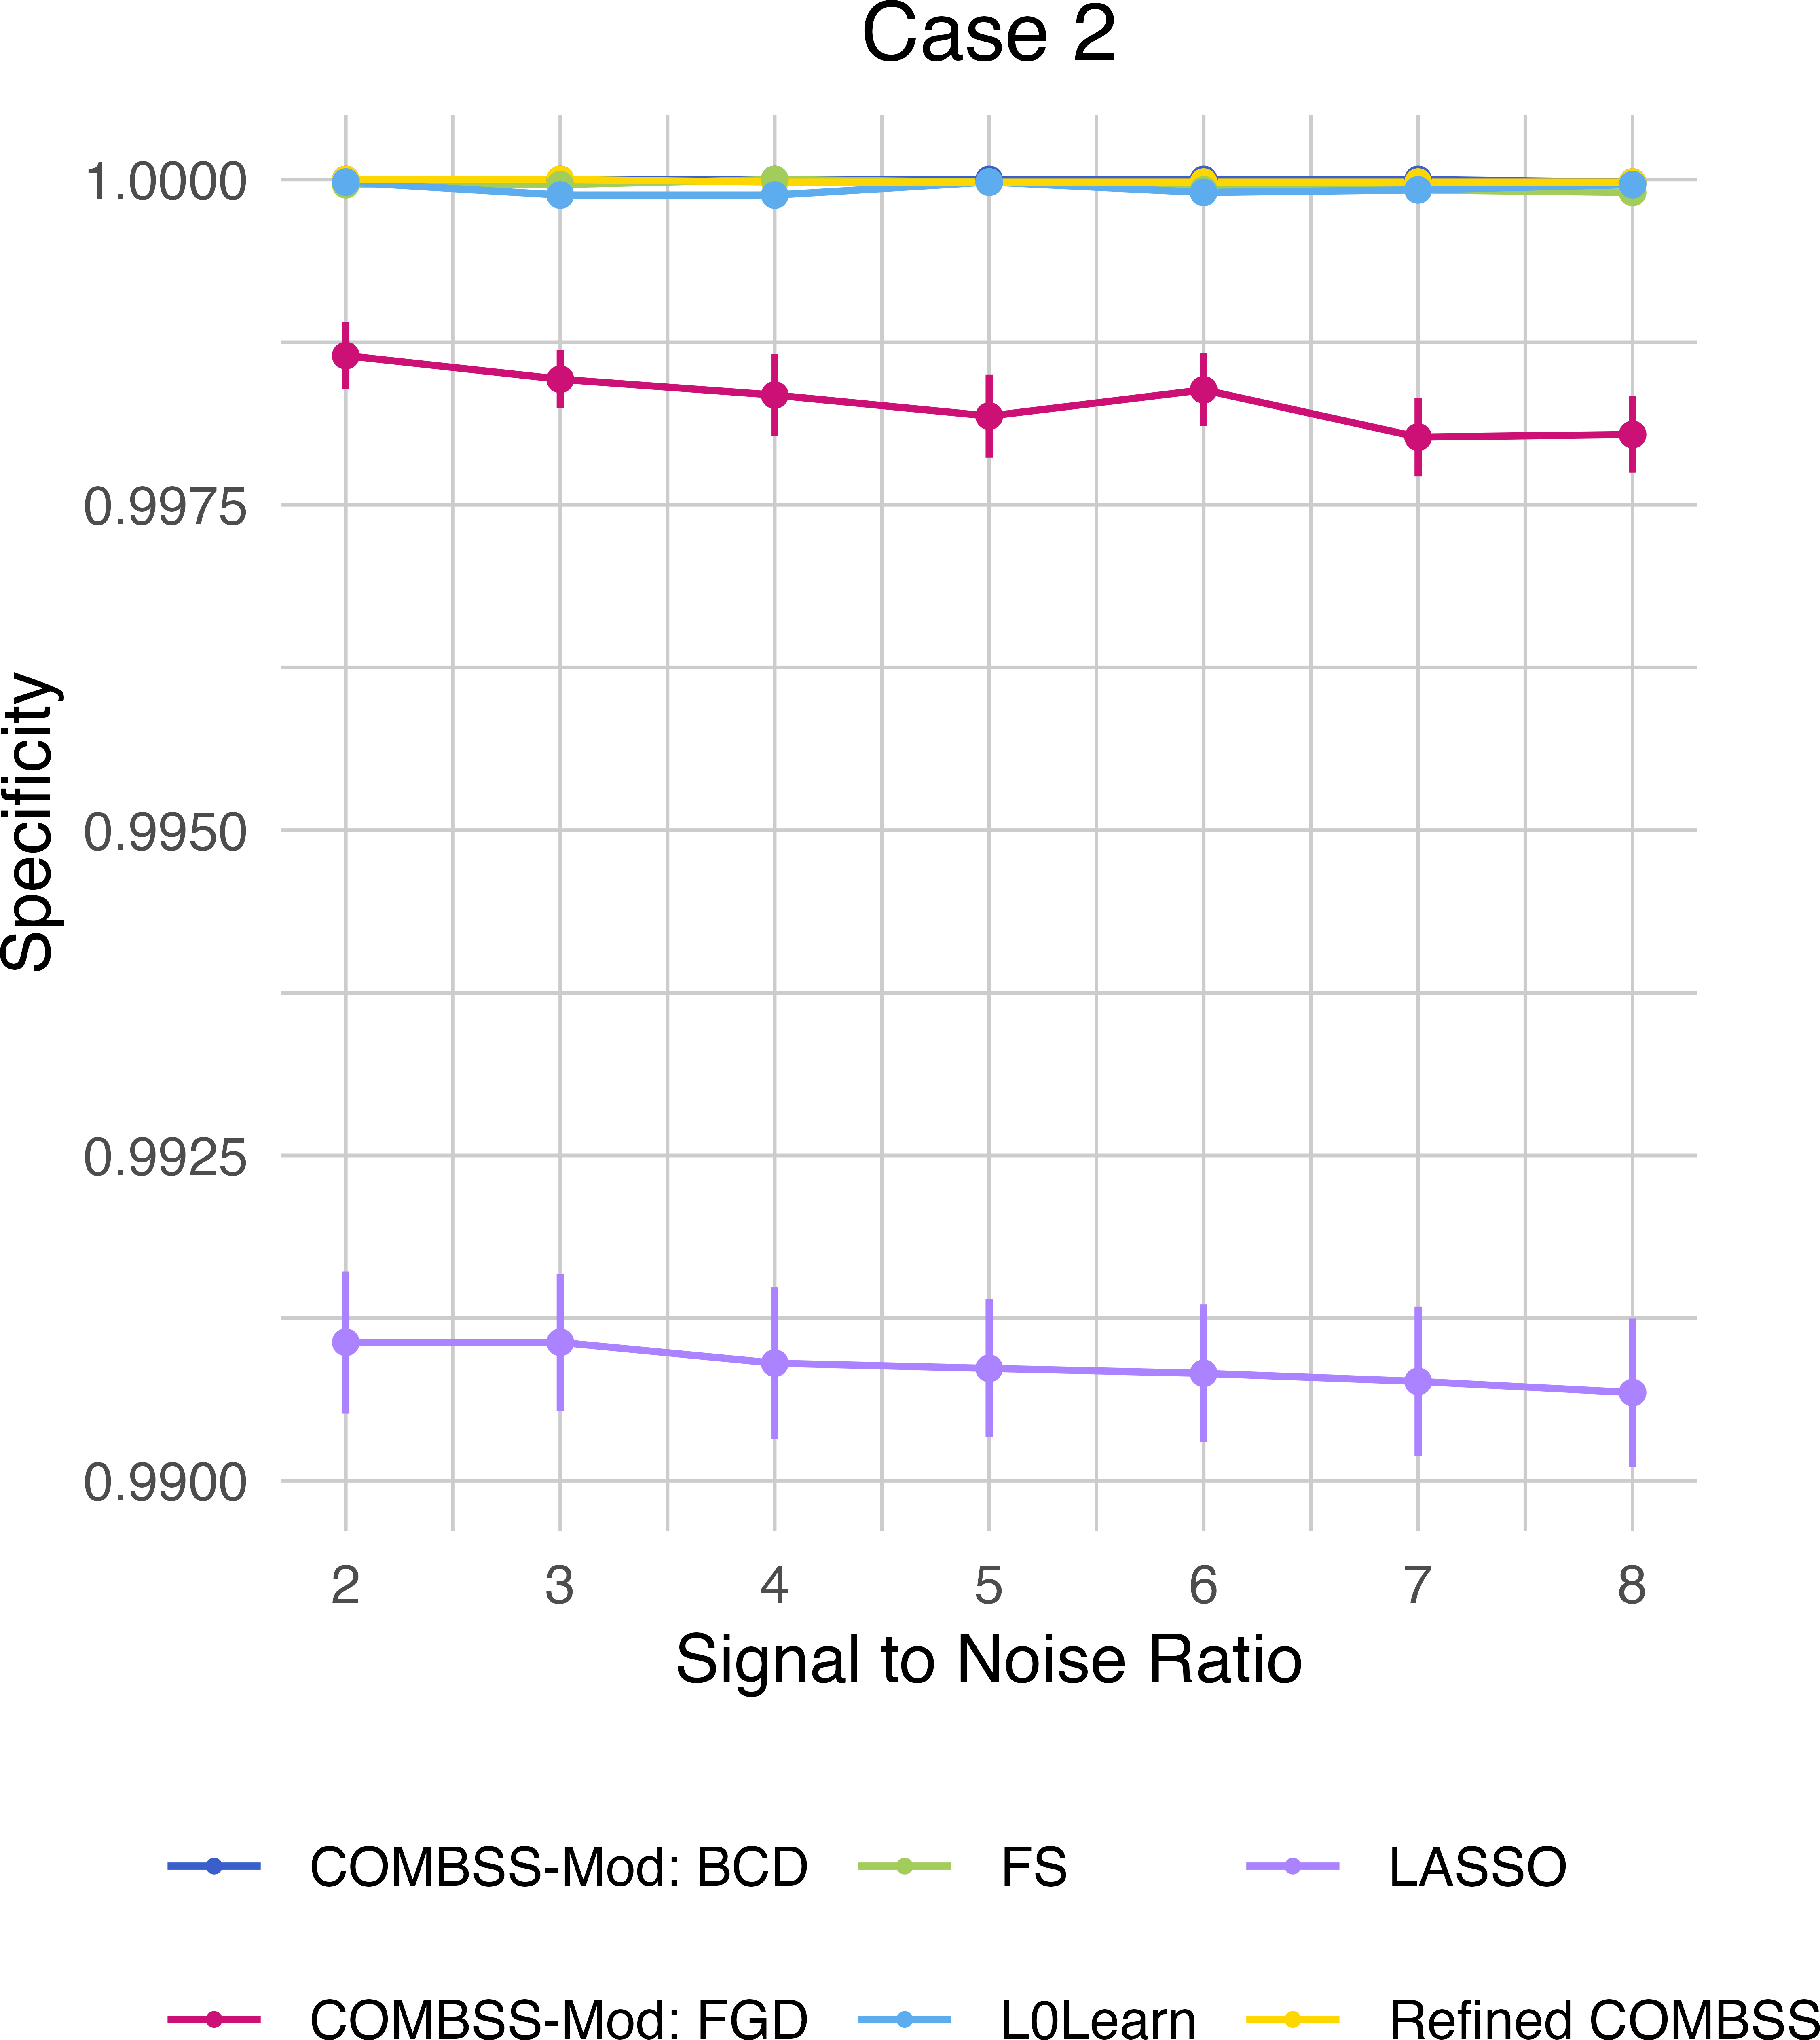 Case 2
1.0000
0.9975
0.9950
0.9925
0.9900
Specificity
2 3 4 5 6 7 8
Signal to Noise Ratio
COMBSS-Mod: BCD FS LASSO
COMBSS-Mod: FGD L0Learn Refined COMBSS